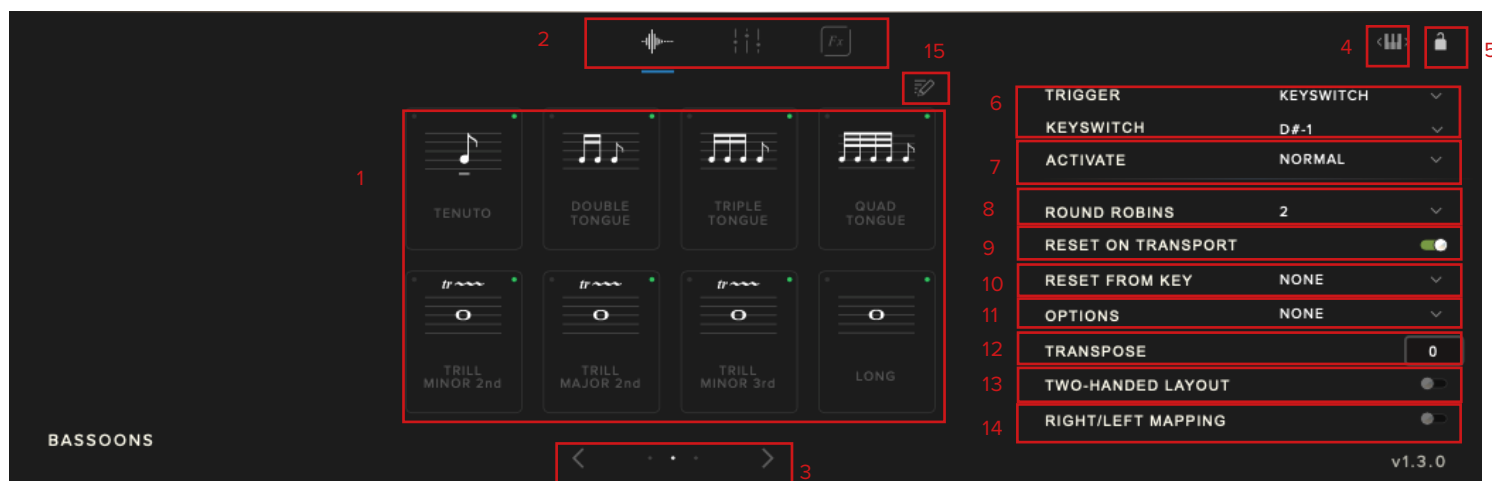 2
Fx
15
4
5
1
TENUTO
DOUBLE
TONGUE
TRIPLE
TONGUE
QUAD
TONGUE
tr
TRILL
MINOR 2nd
tr
TRILL
MAJOR 2nd
tr
TRILL
MINOR 3rd
LONG
3
BASSOONS
6
TRIGGER KEYSWITCH
KEYSWITCH D#-1
7 ACTIVATE NORMAL
8 ROUND ROBINS 2
9 RESET ON TRANSPORT
10 RESET FROM KEY NONE
11 OPTIONS NONE
12 TRANSPOSE 0
13 TWO-HANDED LAYOUT
14 RIGHT/LEFT MAPPING
v1.3.0